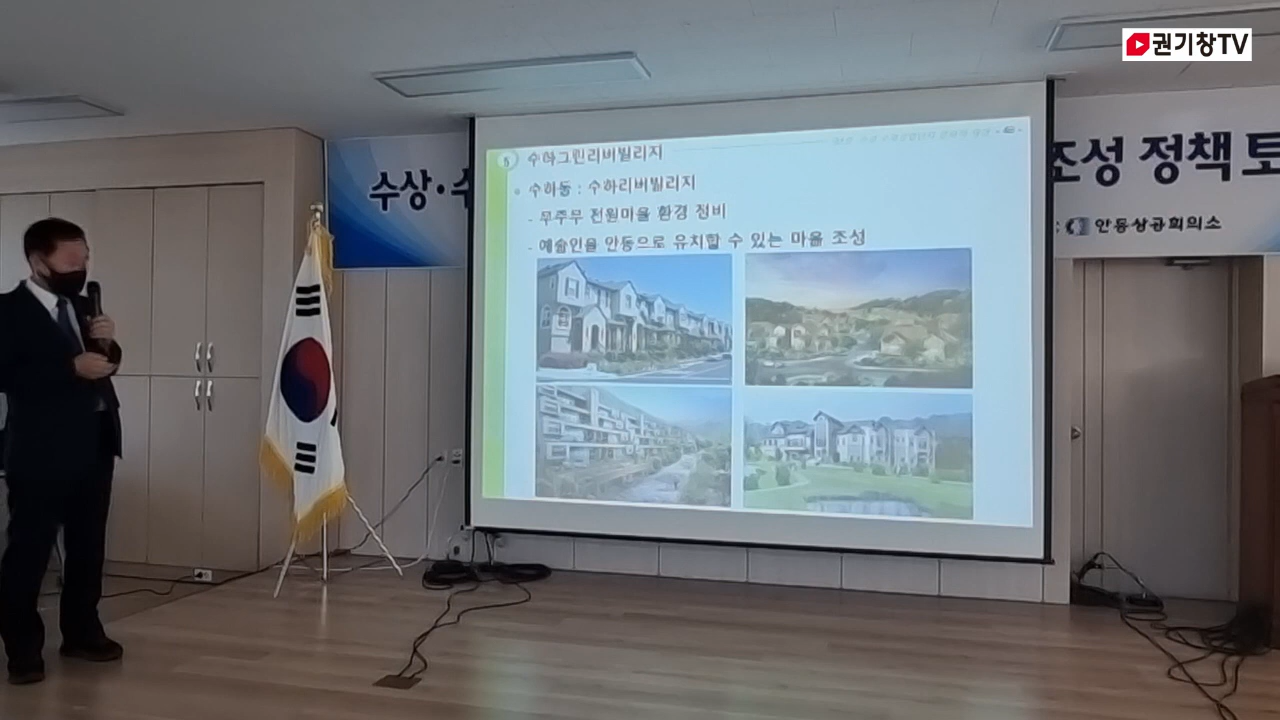 권기창TV
수상·수
조성 정책 토
안동상공회의소
5 수하그린리버빌리지
수하동 : 수하리버빌리지
- 무주무 전원마을 환경 정비
- 예술인을 안동으로 유치할 수 있는 마을 조성